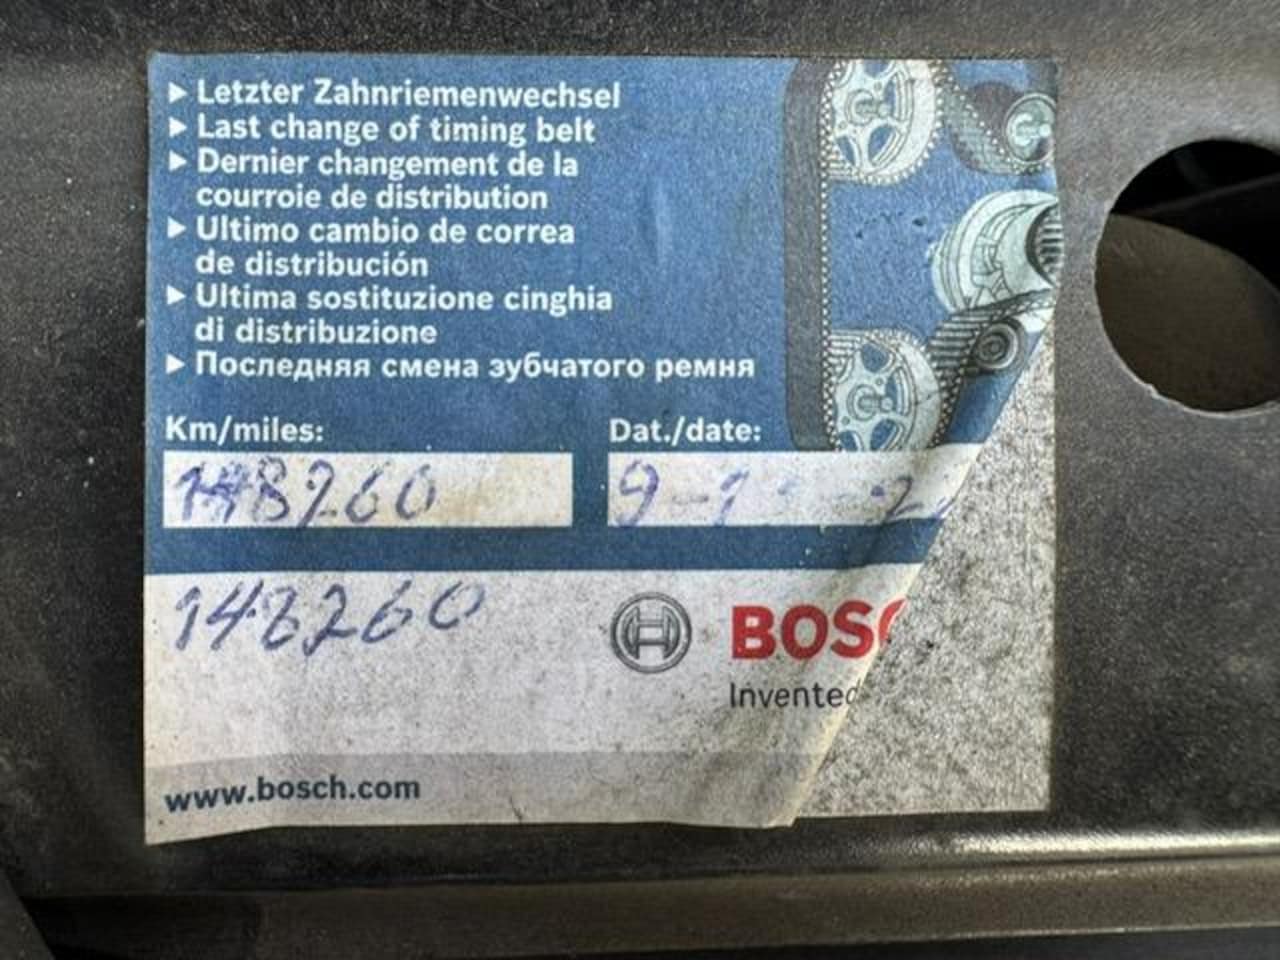 ▶ Letzter Zahnriemenwechsel
▶ Last change of timing belt
▶ Dernier changement de la
courroie de distribution
▶ Ultimo cambio de correa
de distribución
▶ Ultima sostituzione cinghia
di distribuzione
▶ Последняя смена зубчатого ремня
Km/miles: Dat./date:
148260
148260
BOSC
Invented
www.bosch.com